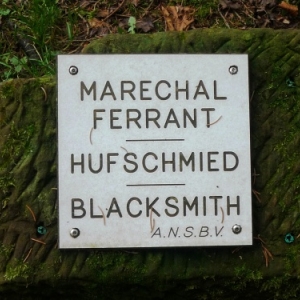 MARECHAL
FERRANT
HUFSCHMIED
BLACKSMITH
A.N.S.B.V.